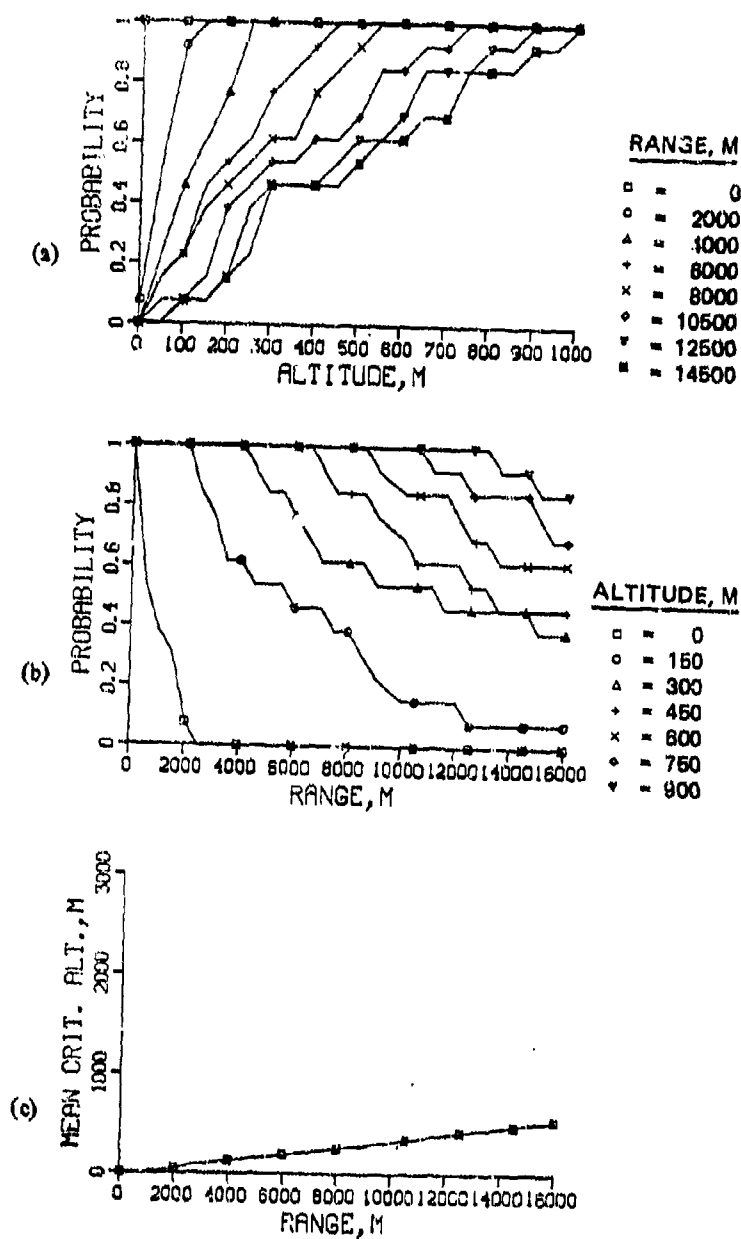 (a)
PROBABILITY
0 0.2 0.4 0.6 0.8 1
0 100 200 300 400 500 600 700 800 900 1000
ALTITUDE, M
RANGE, M
□ = 0
○ = 2000
△ = 4000
+ = 6000
× = 8000
◇ = 10500
▼ = 12500
■ = 14500
(b)
PROBABILITY
0 0.2 0.4 0.6 0.8 1
0 2000 4000 6000 8000 10000 12000 14000 16000
RANGE, M
ALTITUDE, M
□ = 0
○ = 150
△ = 300
+ = 450
× = 600
◇ = 750
▼ = 900
(c)
MEAN CRIT. ALT., M
0 1000 2000 3000
0 2000 4000 6000 8000 10000 12000 14000 16000
RANGE, M